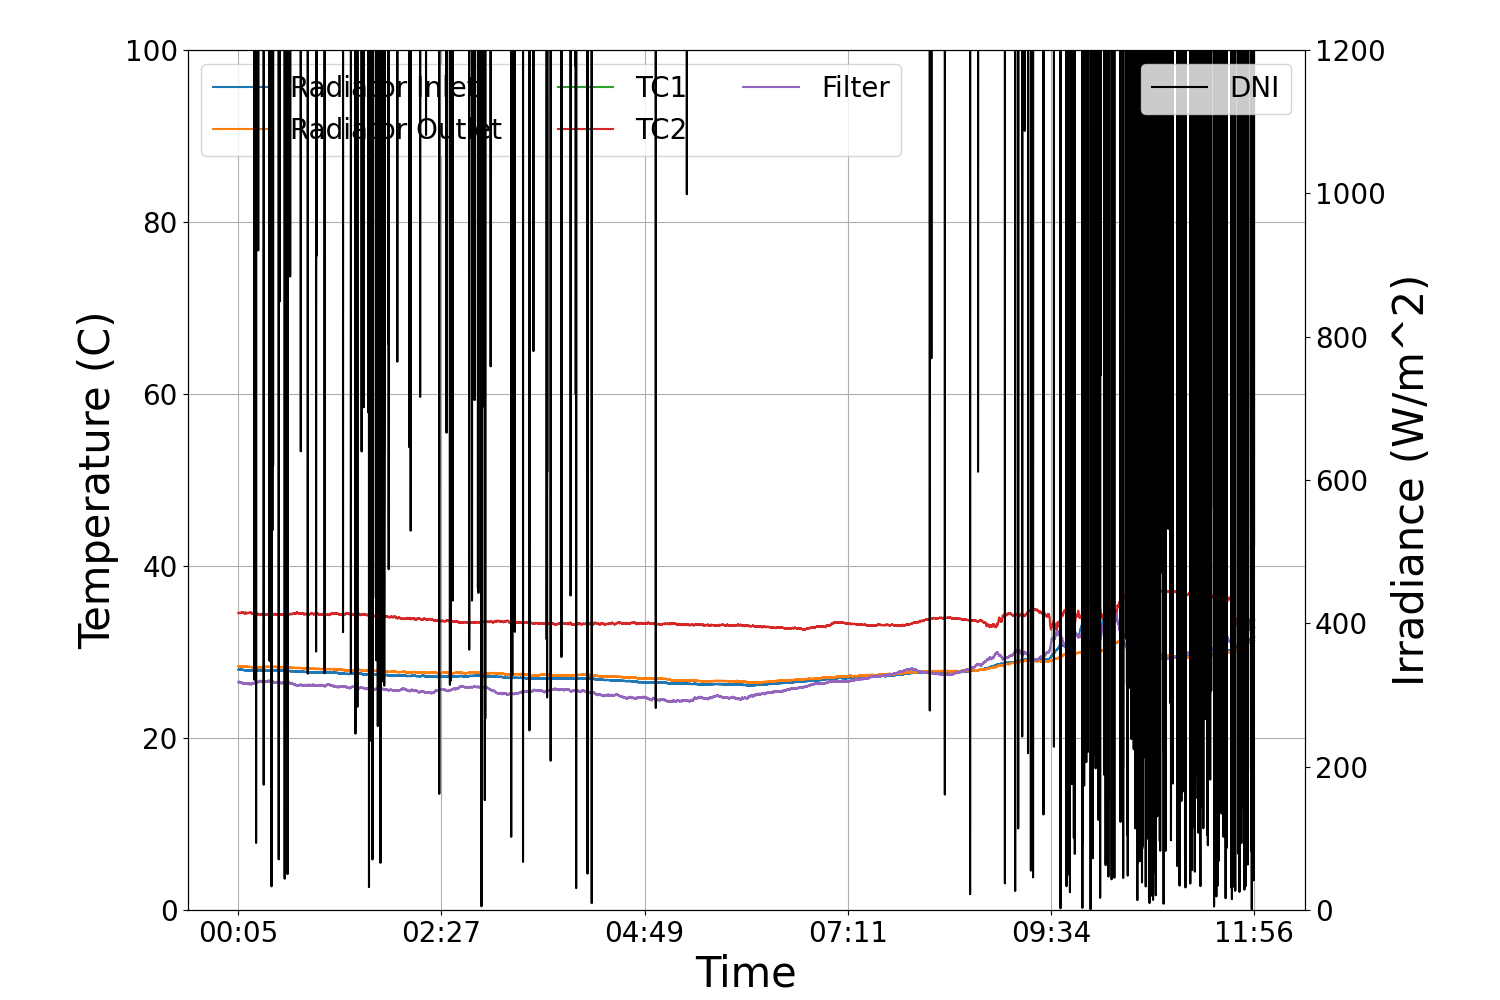 100
80
60
40
20
0
Temperature (C)
Radiator Inlet
Radiator Outlet
TC1
TC2
Filter
DNI
1200
1000
800
600
400
200
0
Irradiance (W/m^2)
00:05 02:27 04:49 07:11 09:34 11:56
Time